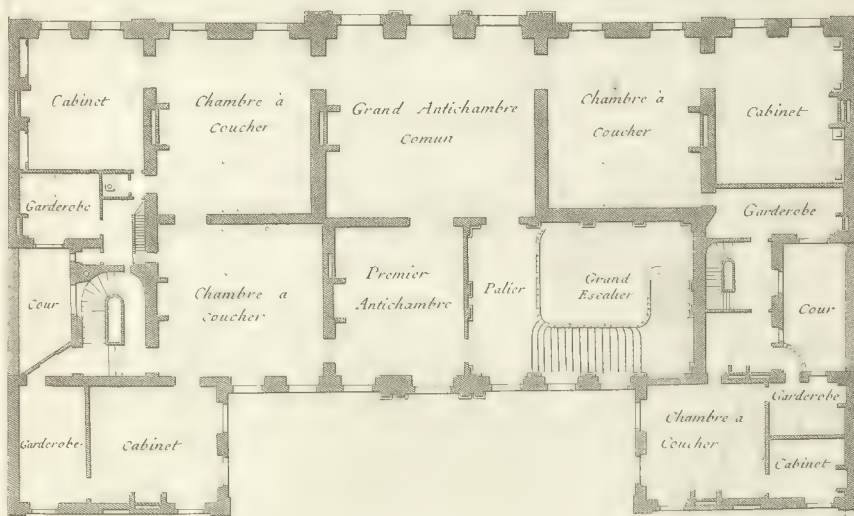 Cabinet
Chambre à
Coucher
Grand Antichambre
Comun
Chambre à
Coucher
Cabinet
Garderobe
Garderobe
Cour
Chambre a
Coucher
Premier
Antichambre
Palier
Grand
Escalier
Cour
Garderobe
Cabinet
Chambre a
Coucher
Garderobe
Cabinet